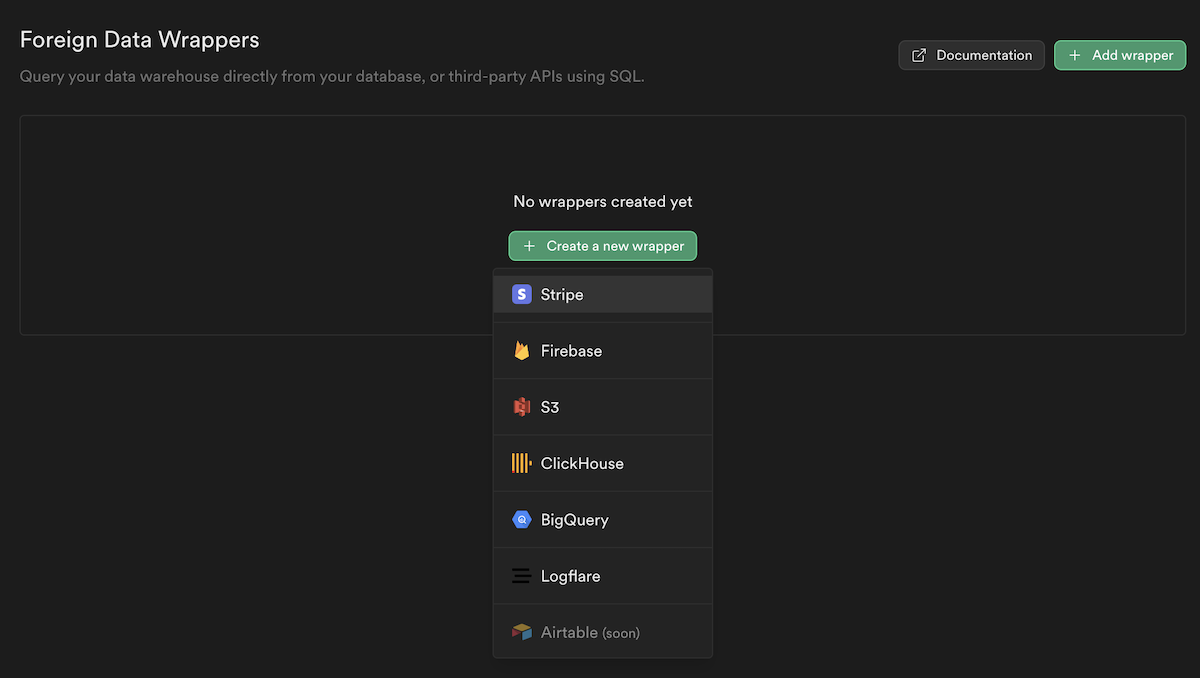 Foreign Data Wrappers
Query your data warehouse directly from your database, or third-party APIs using SQL.
Documentation
+ Add wrapper
No wrappers created yet
+ Create a new wrapper
S Stripe
Firebase
S3
ClickHouse
BigQuery
Logflare
Airtable (soon)